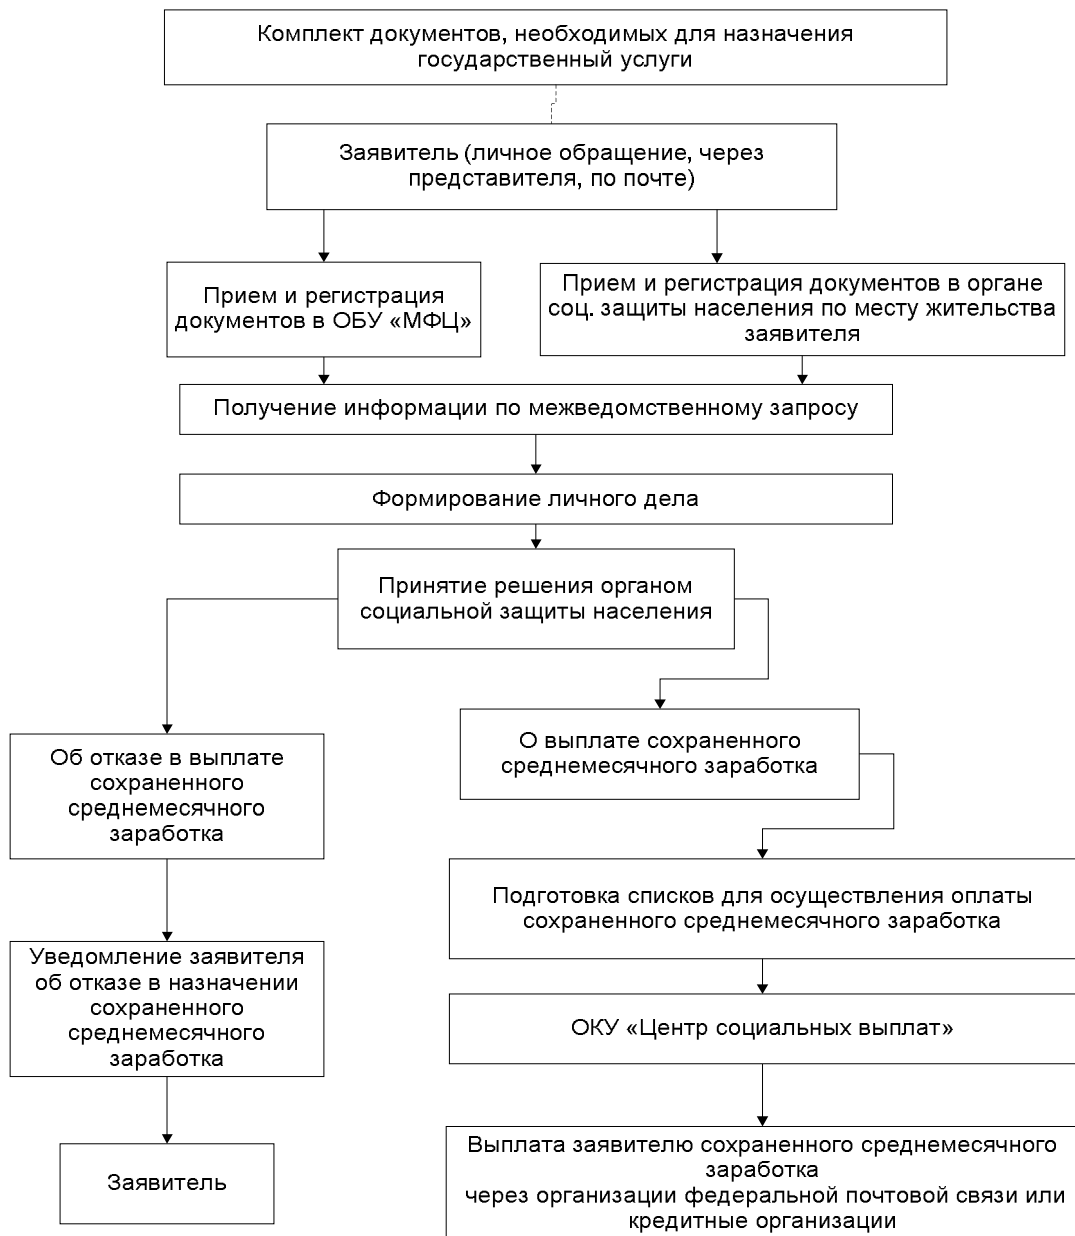 Комплект документов, необходимых для назначения
государственный услуги
Заявитель (личное обращение, через
представителя, по почте)
Прием и регистрация
документов в ОБУ «МФЦ»
Прием и регистрация документов в органе
соц. защиты населения по месту жительства
заявителя
Получение информации по межведомственному запросу
Формирование личного дела
Принятие решения органом
социальной защиты населения
Об отказе в выплате
сохраненного
среднемесячного
заработка
О выплате сохраненного
среднемесячного заработка
Подготовка списков для осуществления оплаты
сохраненного среднемесячного заработка
Уведомление заявителя
об отказе в назначении
сохраненного
среднемесячного
заработка
ОКУ «Центр социальных выплат»
Заявитель
Выплата заявителю сохраненного среднемесячного
заработка
через организации федеральной почтовой связи или
кредитные организации